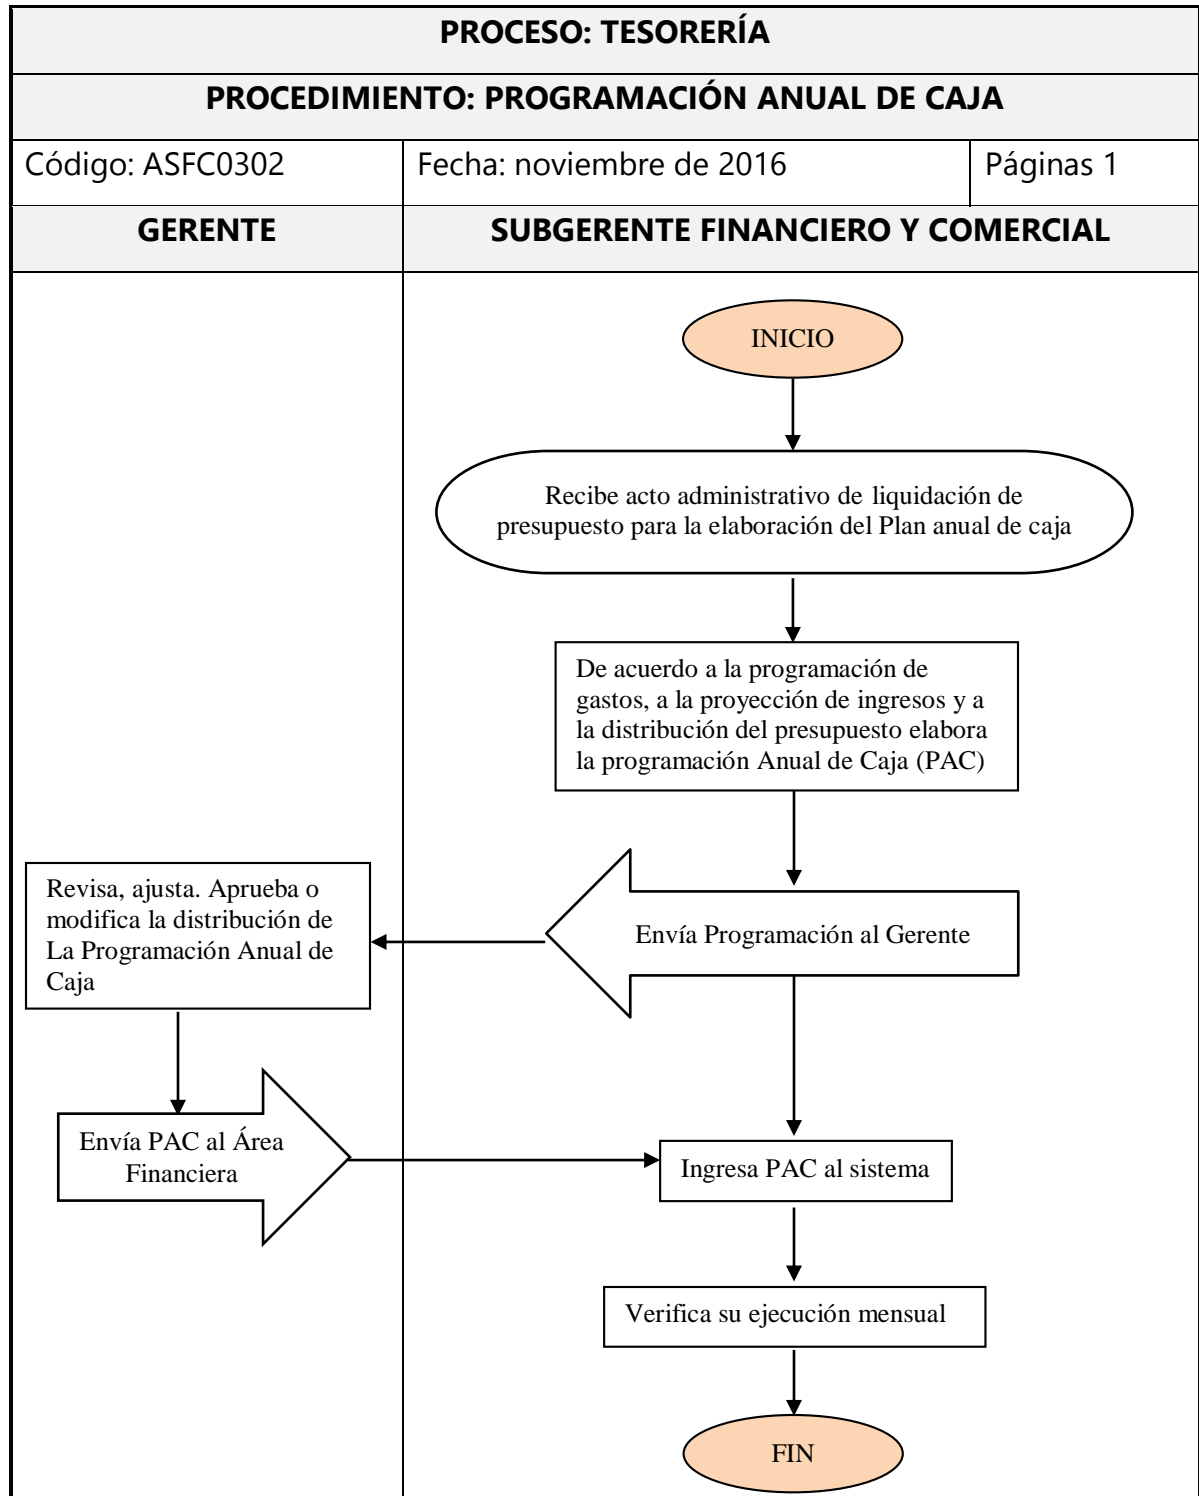 PROCESO: TESORERÍA
PROCEDIMIENTO: PROGRAMACIÓN ANUAL DE CAJA
Código: ASFC0302
Fecha: noviembre de 2016
Páginas 1
GERENTE
SUBGERENTE FINANCIERO Y COMERCIAL
INICIO
Recibe acto administrativo de liquidación de
presupuesto para la elaboración del Plan anual de caja
De acuerdo a la programación de
gastos, a la proyección de ingresos y a
la distribución del presupuesto elabora
la programación Anual de Caja (PAC)
Envía Programación al Gerente
Revisa, ajusta. Aprueba o
modifica la distribución de
La Programación Anual de
Caja
Envía PAC al Área
Financiera
Ingresa PAC al sistema
Verifica su ejecución mensual
FIN